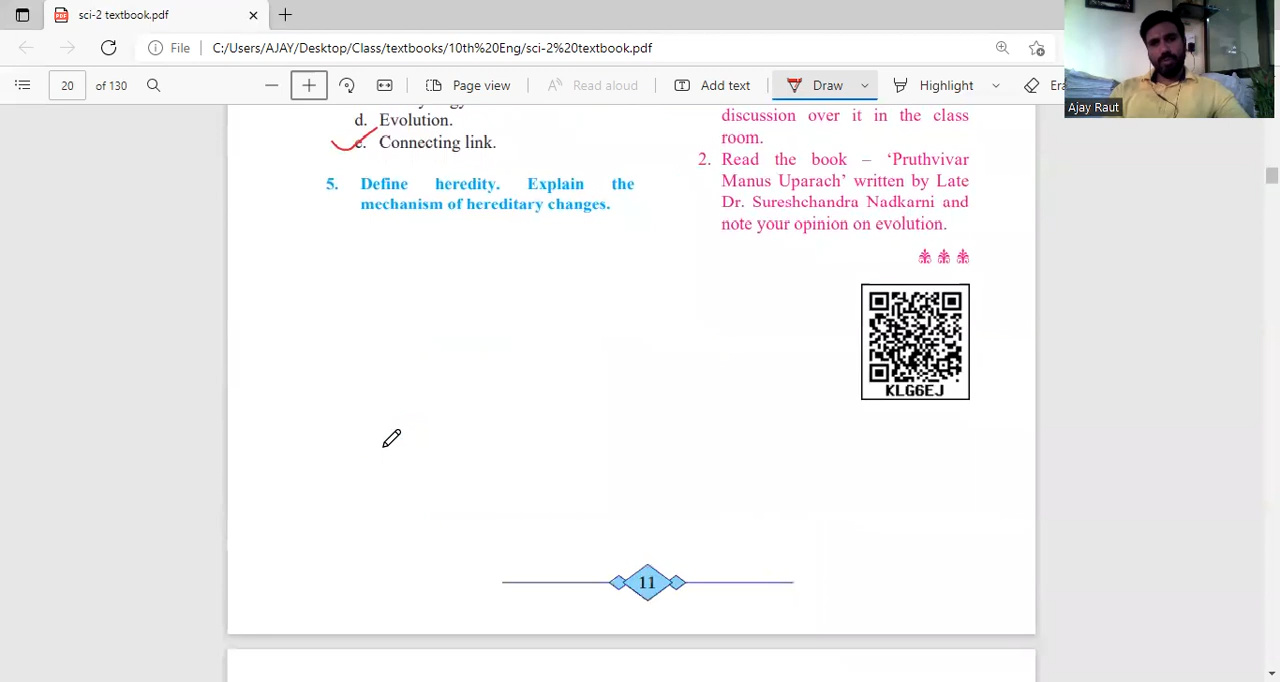 sci-2 textbook.pdf
File
C:/Users/AJAY/Desktop/Class/textbooks/10th%20Eng/sci-2%20textbook.pdf
20 of 130
Page view
Read aloud
Add text
Draw
Highlight
Ajay Raut
d. Evolution.
e. Connecting link.
5. Define heredity. Explain the
mechanism of hereditary changes.
discussion over it in the class
room.
2. Read the book – ‘Pruthvivar
Manus Uparach’ written by Late
Dr. Sureshchandra Nadkarni and
note your opinion on evolution.
KLG6EJ
11